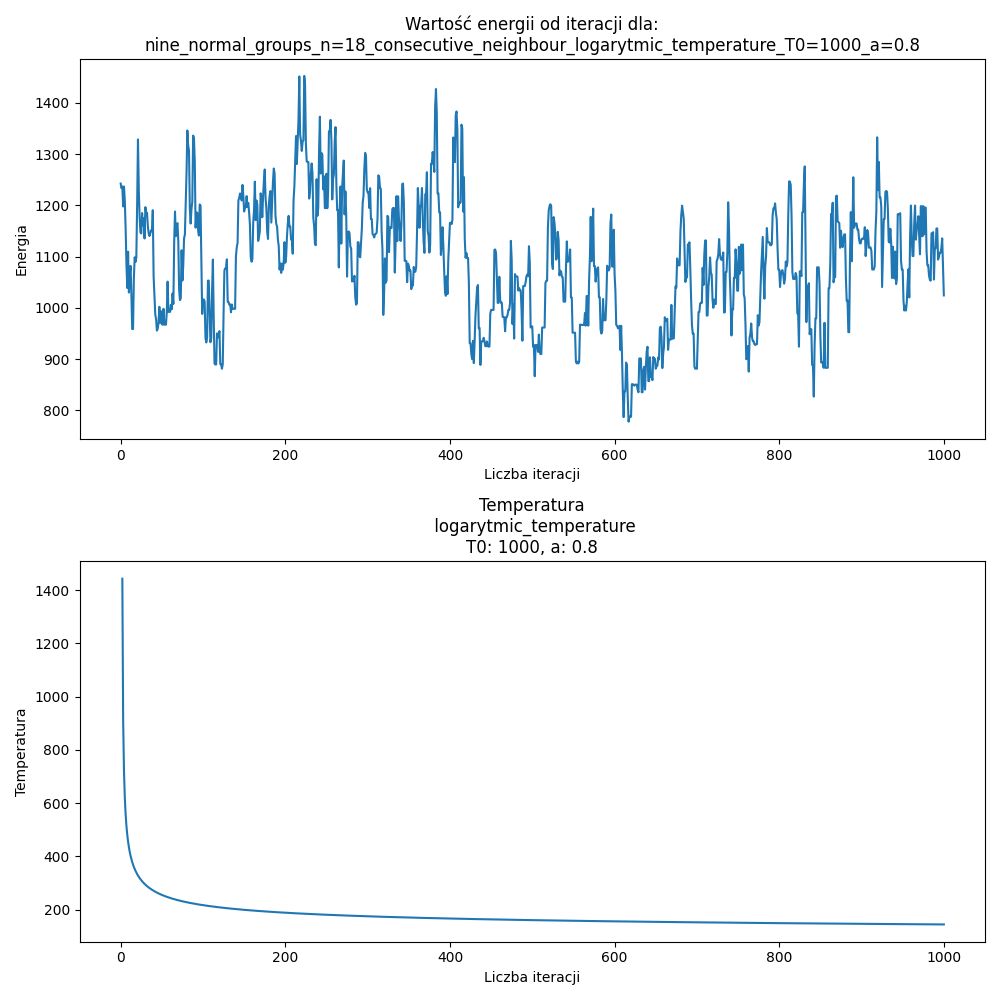 Wartość energii od iteracji dla:
nine_normal_groups_n=18_consecutive_neighbour_logarytmic_temperature_T0=1000_a=0.8
1400
1300
1200
1100
1000
900
800
Energia
0 200 400 600 800 1000
Liczba iteracji
Temperatura
logarytmic_temperature
T0: 1000, a: 0.8
1400
1200
1000
800
600
400
200
Temperatura
0 200 400 600 800 1000
Liczba iteracji